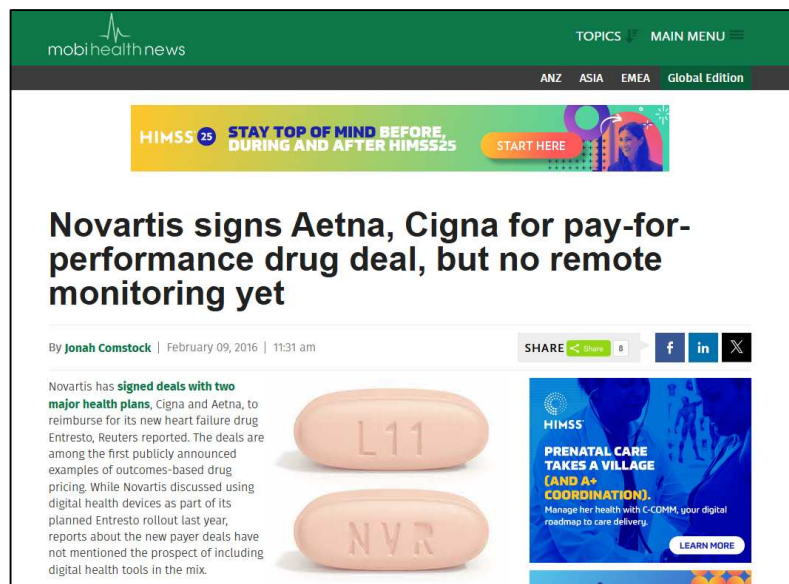 mobihealthnews
TOPICS MAIN MENU
ANZ ASIA EMEA Global Edition
HIMSS 25 STAY TOP OF MIND BEFORE,
DURING AND AFTER HIMSS25
START HERE
Novartis signs Aetna, Cigna for pay-for-
performance drug deal, but no remote
monitoring yet
By Jonah Comstock | February 09, 2016 | 11:31 am
SHARE Share 8 f in X
Novartis has signed deals with two
major health plans, Cigna and Aetna, to
reimburse for its new heart failure drug
Entresto, Reuters reported. The deals are
among the first publicly announced
examples of outcomes-based drug
pricing. While Novartis discussed using
digital health devices as part of its
planned Entresto rollout last year,
reports about the new payer deals have
not mentioned the prospect of including
digital health tools in the mix.
L11
NVR
HIMSS
PRENATAL CARE
TAKES A VILLAGE
(AND A+
COORDINATION).
Manage her health with C-COMM, your digital
roadmap to care delivery.
LEARN MORE